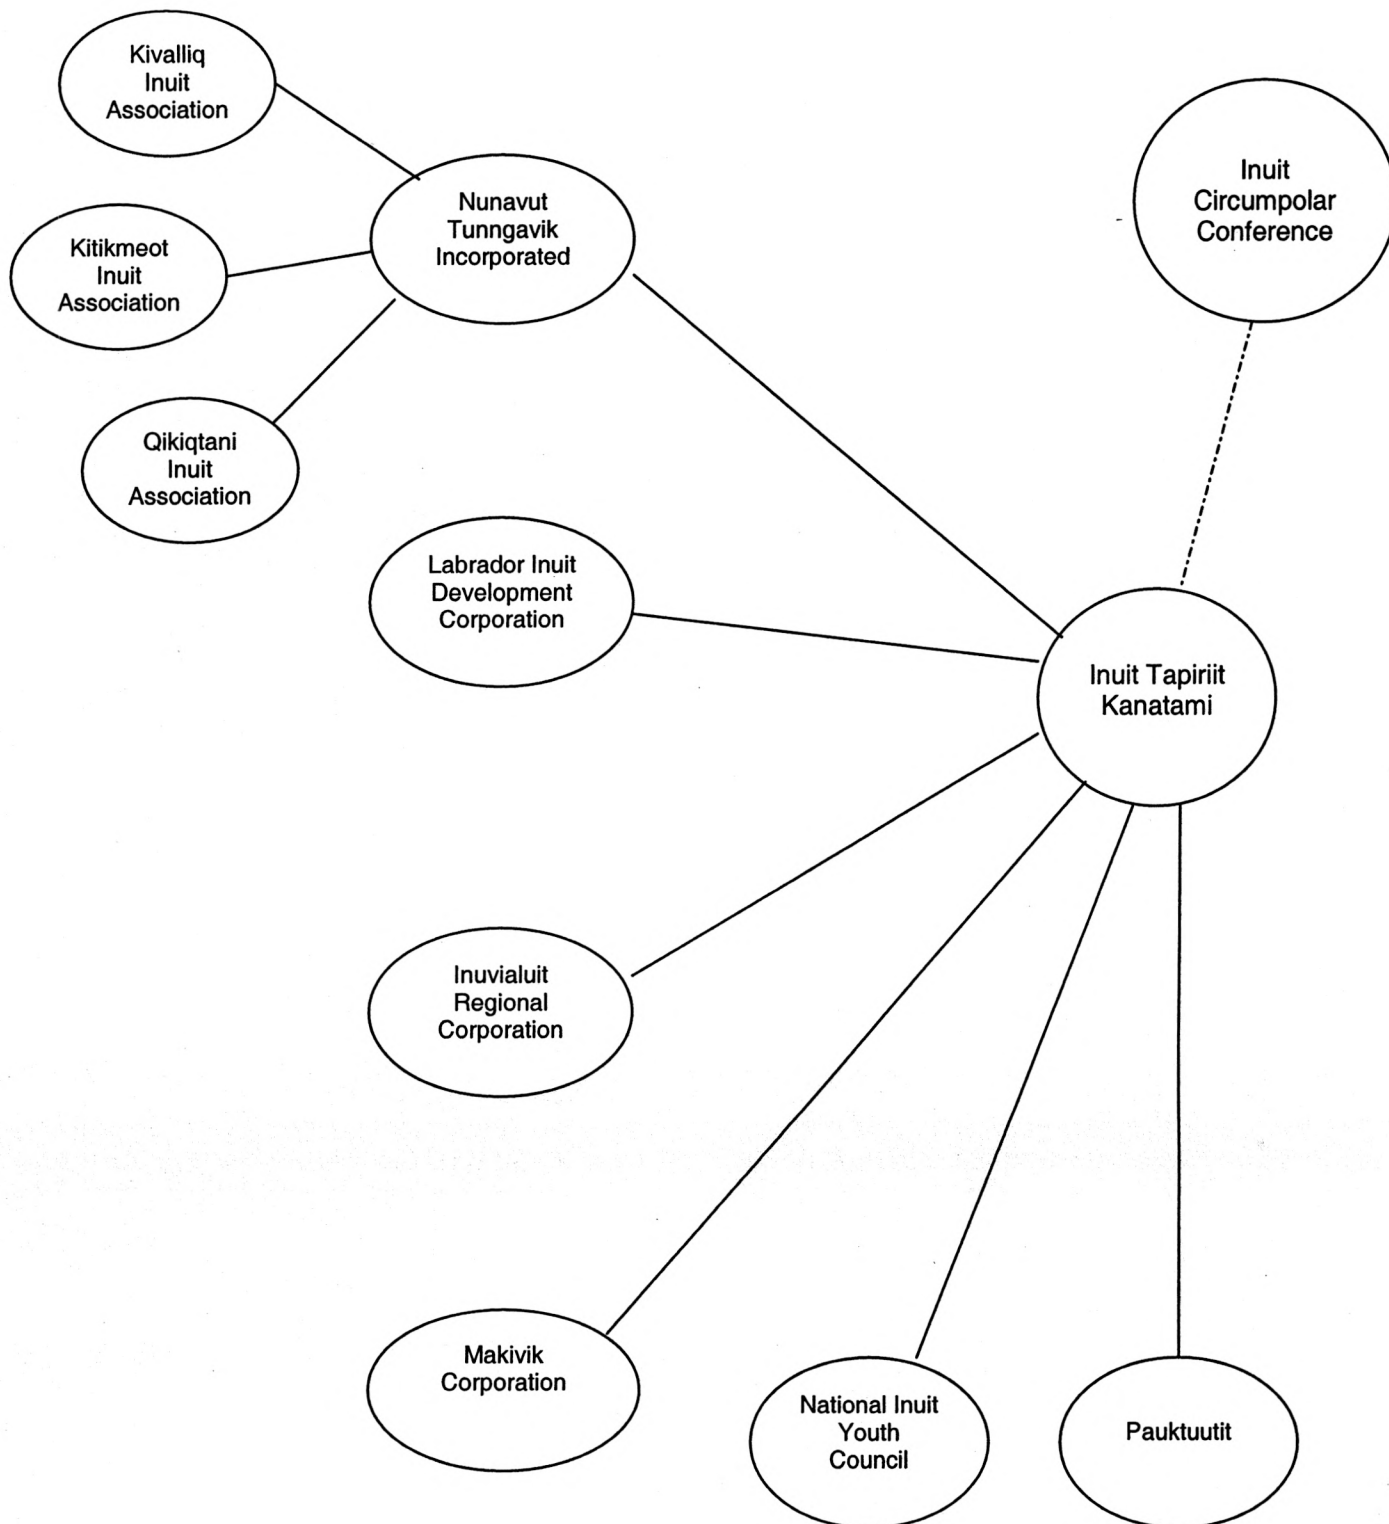 Kivalliq
Inuit
Association
Nunavut
Tunngavik
Incorporated
Inuit
Circumpolar
Conference
Kitikmeot
Inuit
Association
Qikiqtani
Inuit
Association
Labrador Inuit
Development
Corporation
Inuit Tapiriit
Kanatami
Inuvialuit
Regional
Corporation
Makivik
Corporation
National Inuit
Youth
Council
Pauktuutit